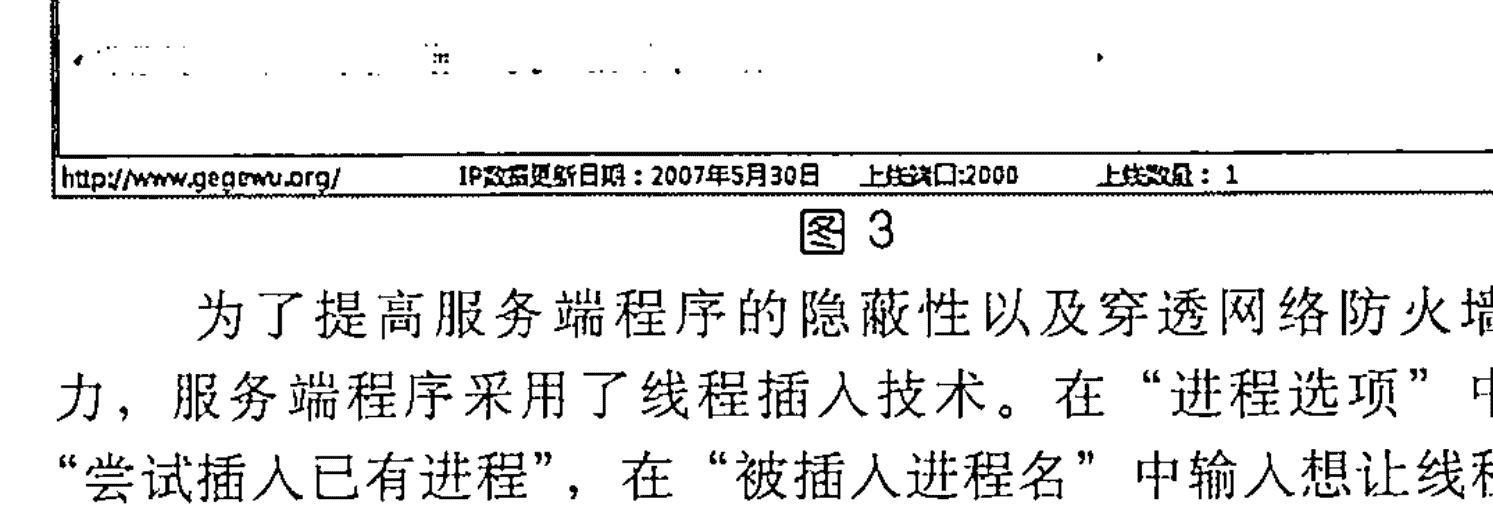 http://www.gegewu.org/ IP数据更新日期：2007年5月30日 上线端口:2000 上线数量：1
图 3
为了提高服务端程序的隐蔽性以及穿透网络防火墙
力，服务端程序采用了线程插入技术。在“进程选项”中
“尝试插入已有进程”，在“被插入进程名”中输入想让线程